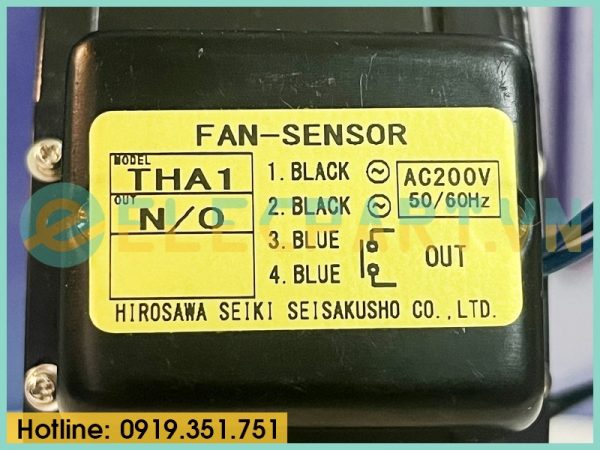 FAN-SENSOR
MODEL
THA1
OUT
N/O
1. BLACK
2. BLACK
3. BLUE
4. BLUE
AC200V
50/60Hz
OUT
HIROSAWA SEIKI SEISAKUSHO CO.,LTD.
ELECPART.VN
Hotline: 0919.351.751